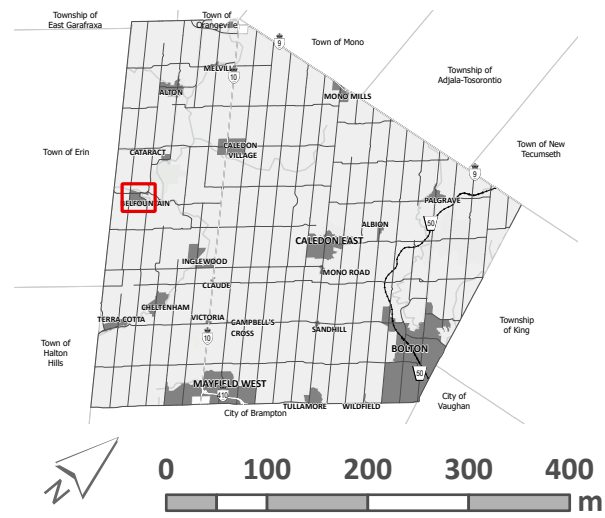 Township of
East Garafraxa
Town of
Orangeville
9
Town of Mono
MELVILLE
10
Township of
Adjala-Tosorontio
ALTON
MONO MILLS
Town of Erin
CATARACT
CALEDON
VILLAGE
Town of New
Tecumseth
9
BELFOUNTAIN
PALGRAVE
50
ALBION
CALEDON EAST
INGLEWOOD
MONO ROAD
CLAUDE
CHELTENHAM
TERRA COTTA
VICTORIA
CAMPBELL'S
CROSS
SANDHILL
Township
of King
10
Town of
Halton
Hills
BOLTON
50
MAYFIELD WEST
410
TULLAMORE
WILDFIELD
City of Brampton
City of
Vaughan
N
0 100 200 300 400
m